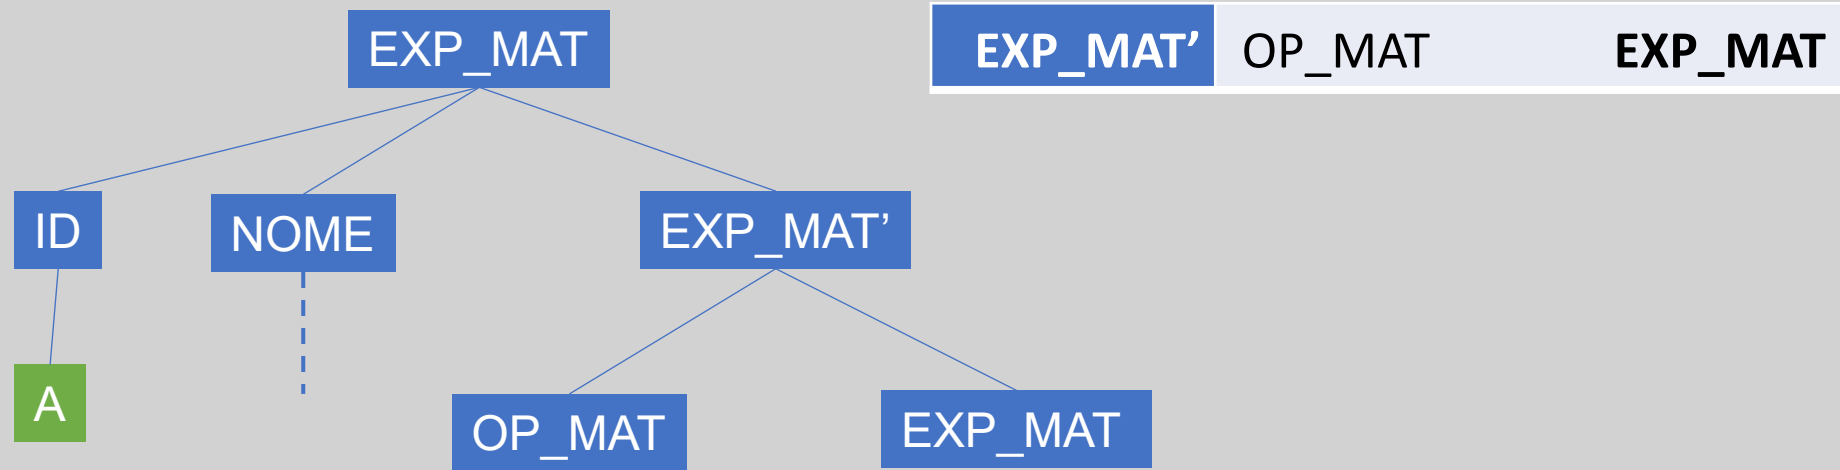 EXP_MAT
EXP_MAT’ OP_MAT EXP_MAT
ID NOME EXP_MAT’
A
OP_MAT EXP_MAT